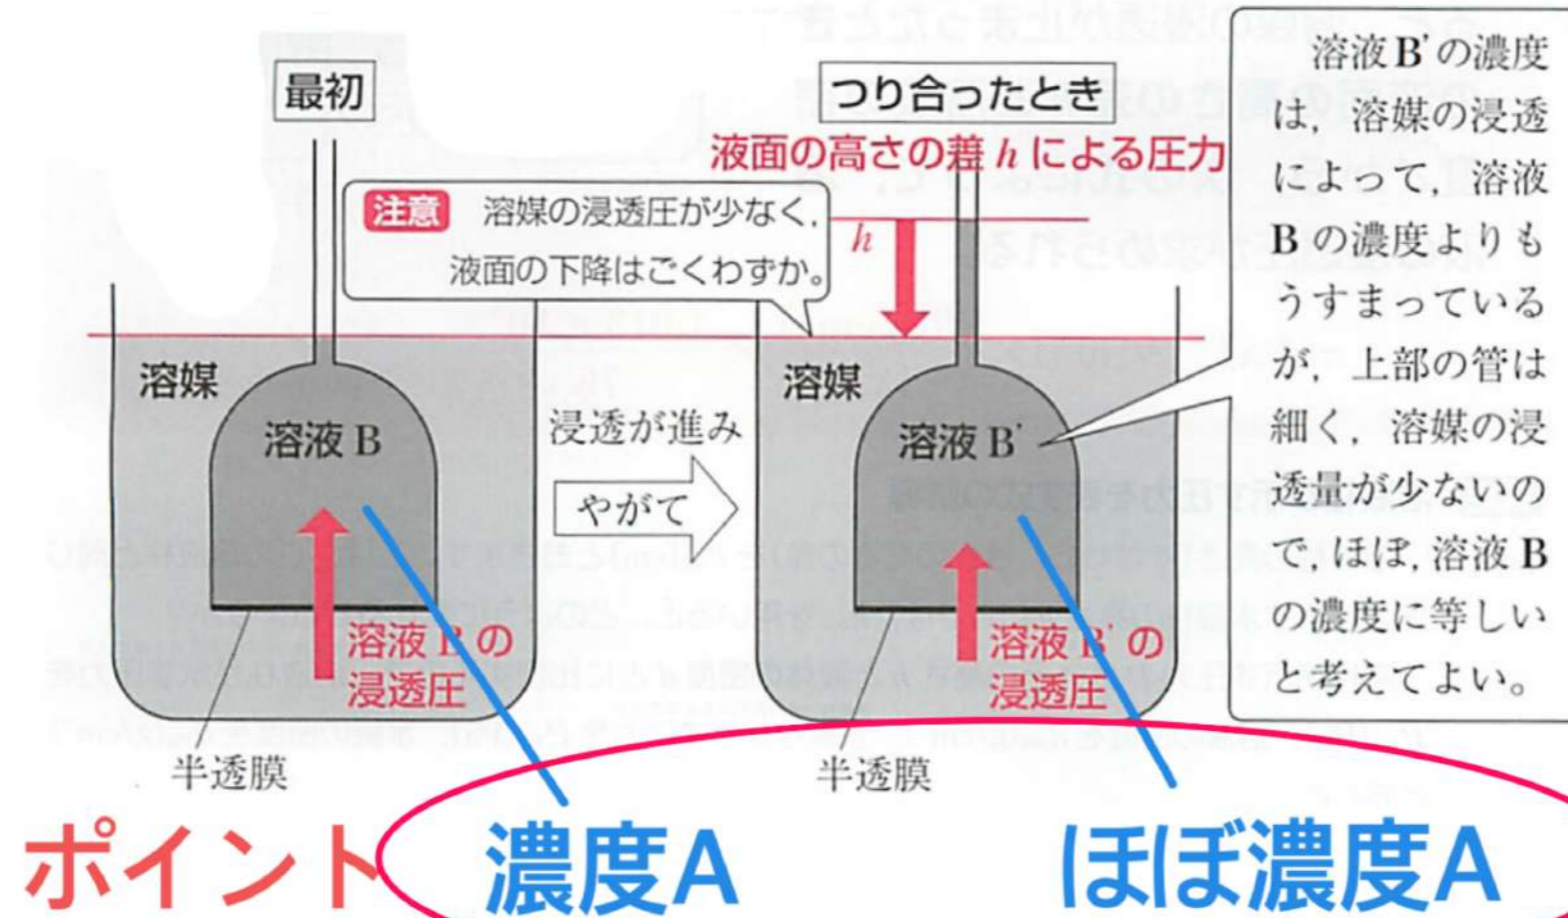 最初
つり合ったとき
液面の高さの差 h による圧力
注意 溶媒の浸透圧が少なく,
液面の下降はごくわずか。
h
溶媒
溶液 B
浸透が進み
やがて
溶媒
溶液 B'
溶液 B の
浸透圧
溶液 B' の
浸透圧
半透膜
半透膜
溶液 B' の濃度
は, 溶媒の浸透
によって, 溶液
B の濃度よりも
うすまっている
が, 上部の管は
細く, 溶媒の浸
透量が少ないの
で, ほぼ, 溶液 B
の濃度に等しい
と考えてよい。
ポイント
濃度A
ほぼ濃度A